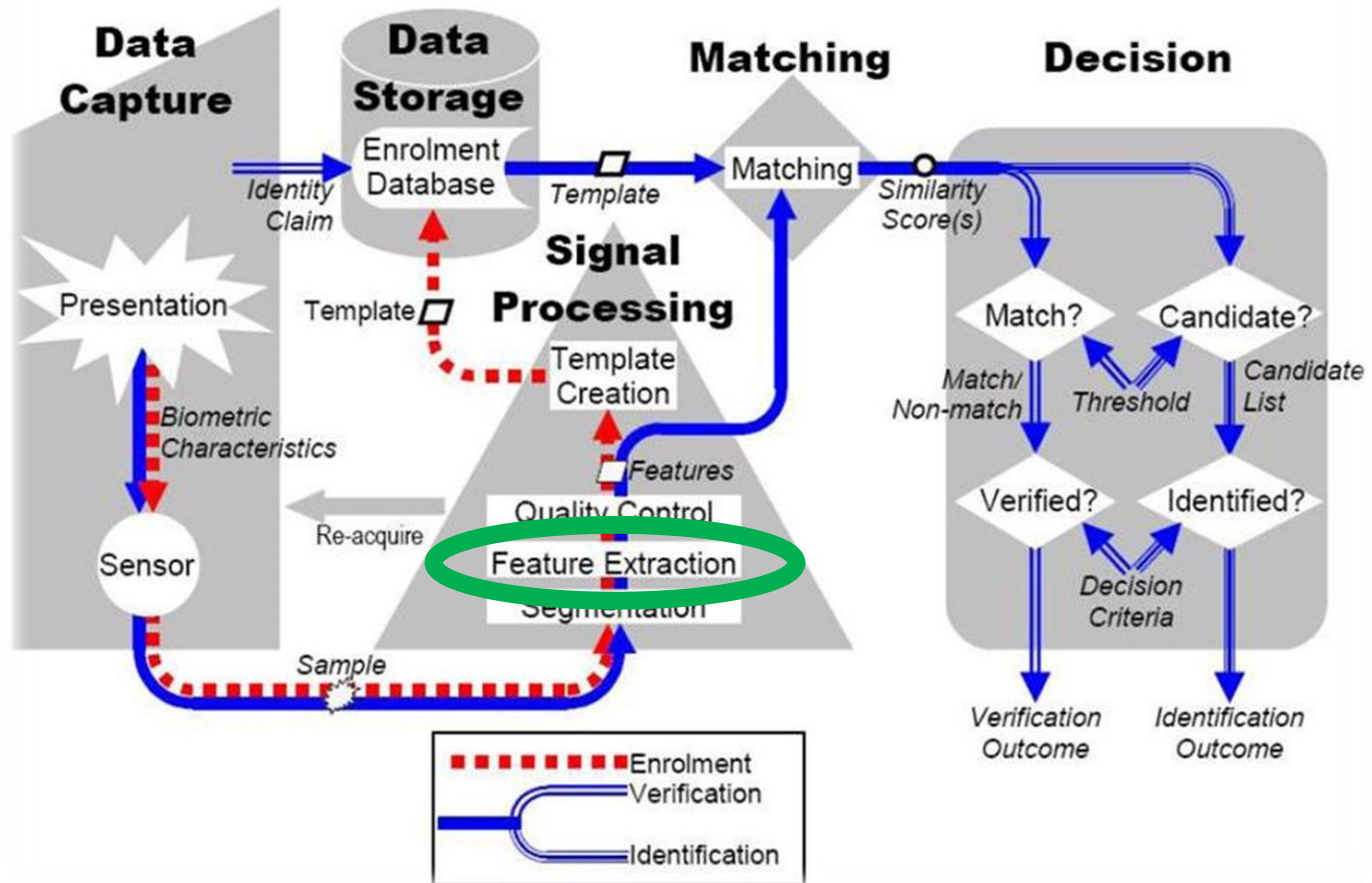 Data
Capture
Data
Storage
Matching
Decision
Enrolment
Database
Identity
Claim
Template
Matching
Similarity
Score(s)
Presentation
Template
Signal
Processing
Template
Creation
Match?
Candidate?
Match/
Non-match
Threshold
Candidate
List
Biometric
Characteristics
Features
Quality Control
Feature Extraction
Segmentation
Re-acquire
Sensor
Verified?
Identified?
Decision
Criteria
Sample
Verification
Outcome
Identification
Outcome
Enrolment
Verification
Identification